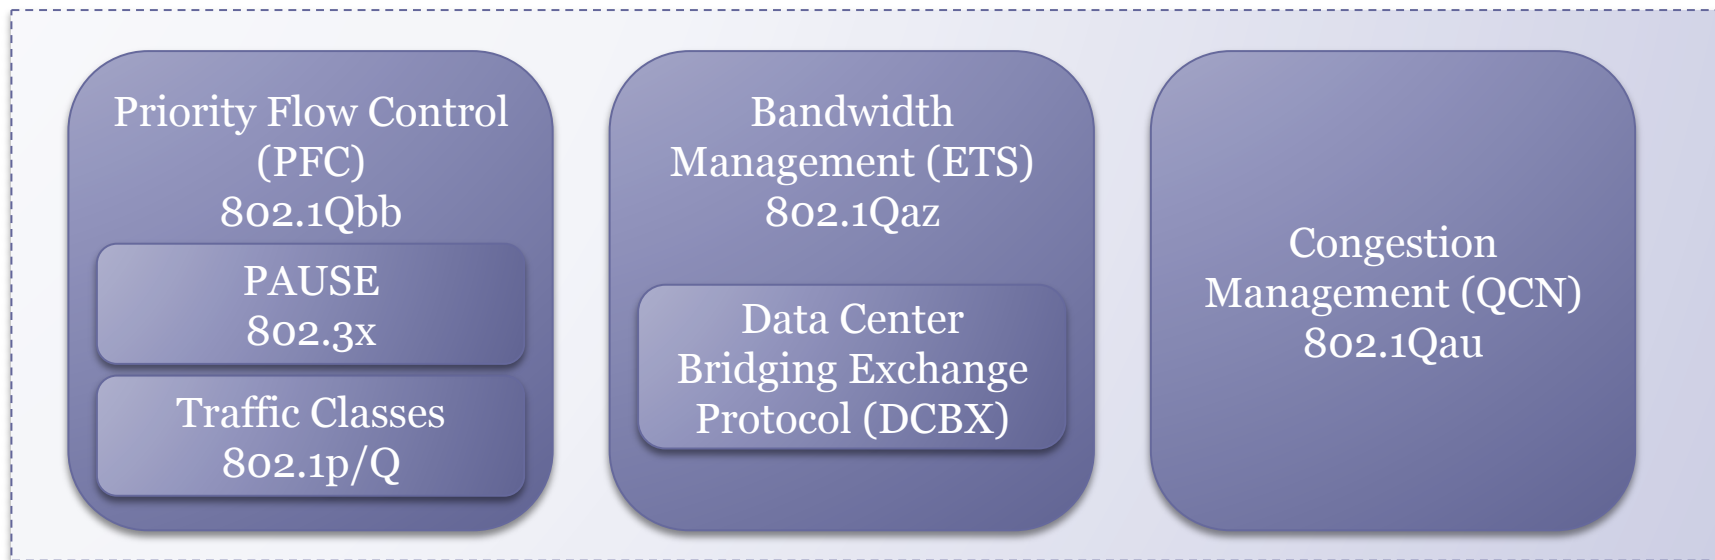 Priority Flow Control
(PFC)
802.1Qbb
PAUSE
802.3x
Traffic Classes
802.1p/Q
Bandwidth
Management (ETS)
802.1Qaz
Data Center
Bridging Exchange
Protocol (DCBX)
Congestion
Management (QCN)
802.1Qau